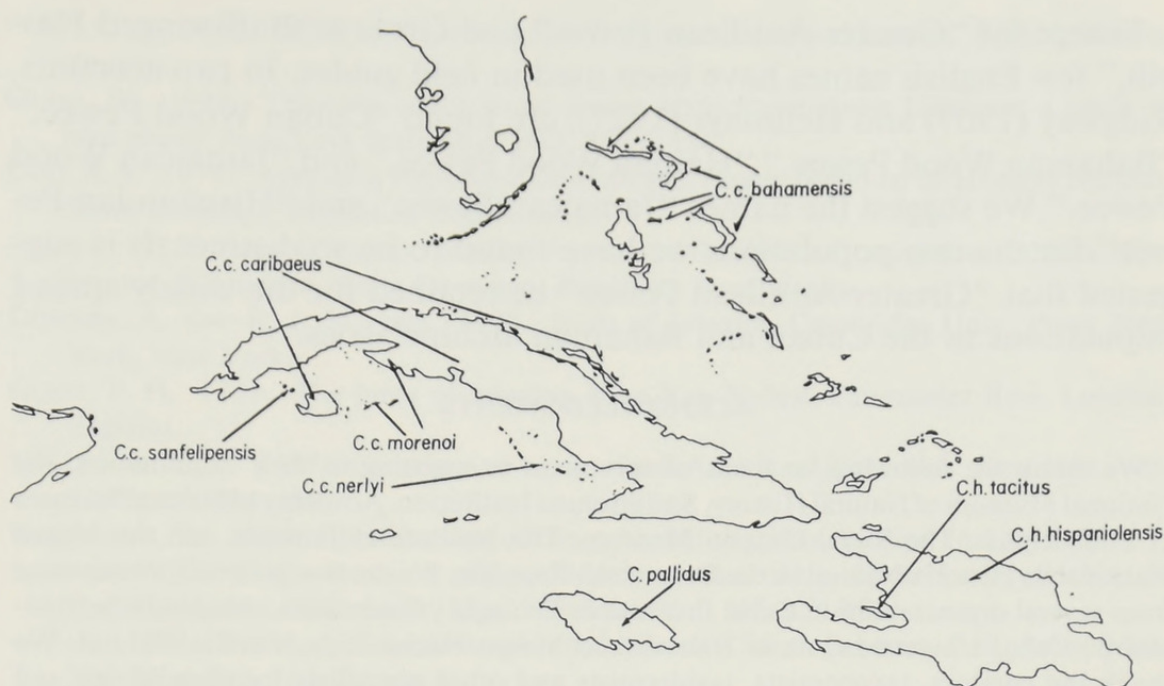 C.c. bahamensis
C.c. caribaeus
C.c. sanfelipensis
C.c. morenoi
C.c. nerlyi
C.h. tacitus
C.h. hispaniolensis
C. pallidus